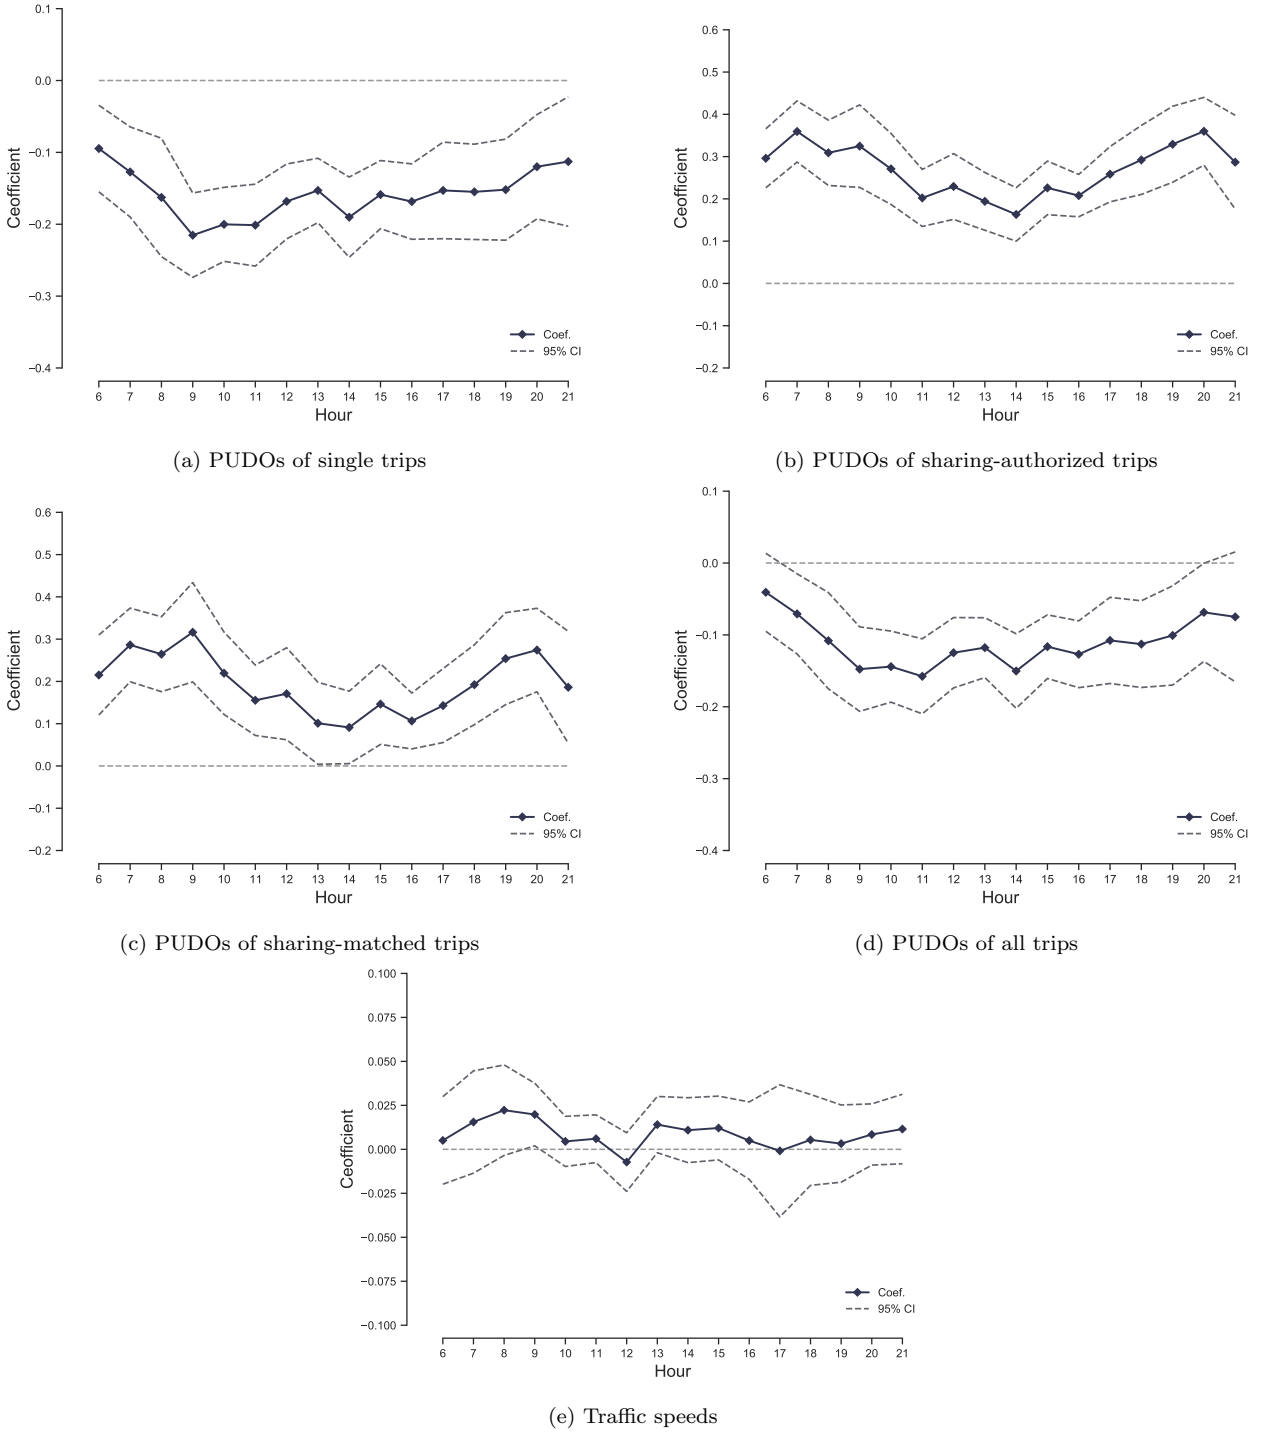 0.1
0.0
−0.1
−0.2
−0.3
−0.4
Ceofficient
Coef.
95% CI
6 7 8 9 10 11 12 13 14 15 16 17 18 19 20 21
Hour
(a) PUDOs of single trips
0.6
0.5
0.4
0.3
0.2
0.1
0.0
−0.1
−0.2
Ceofficient
Coef.
95% CI
6 7 8 9 10 11 12 13 14 15 16 17 18 19 20 21
Hour
(b) PUDOs of sharing-authorized trips
0.6
0.5
0.4
0.3
0.2
0.1
0.0
−0.1
−0.2
Ceofficient
Coef.
95% CI
6 7 8 9 10 11 12 13 14 15 16 17 18 19 20 21
Hour
(c) PUDOs of sharing-matched trips
0.1
0.0
−0.1
−0.2
−0.3
−0.4
Coefficient
Coef.
95% CI
6 7 8 9 10 11 12 13 14 15 16 17 18 19 20 21
Hour
(d) PUDOs of all trips
0.100
0.075
0.050
0.025
0.000
−0.025
−0.050
−0.075
−0.100
Ceofficient
Coef.
95% CI
6 7 8 9 10 11 12 13 14 15 16 17 18 19 20 21
Hour
(e) Traffic speeds